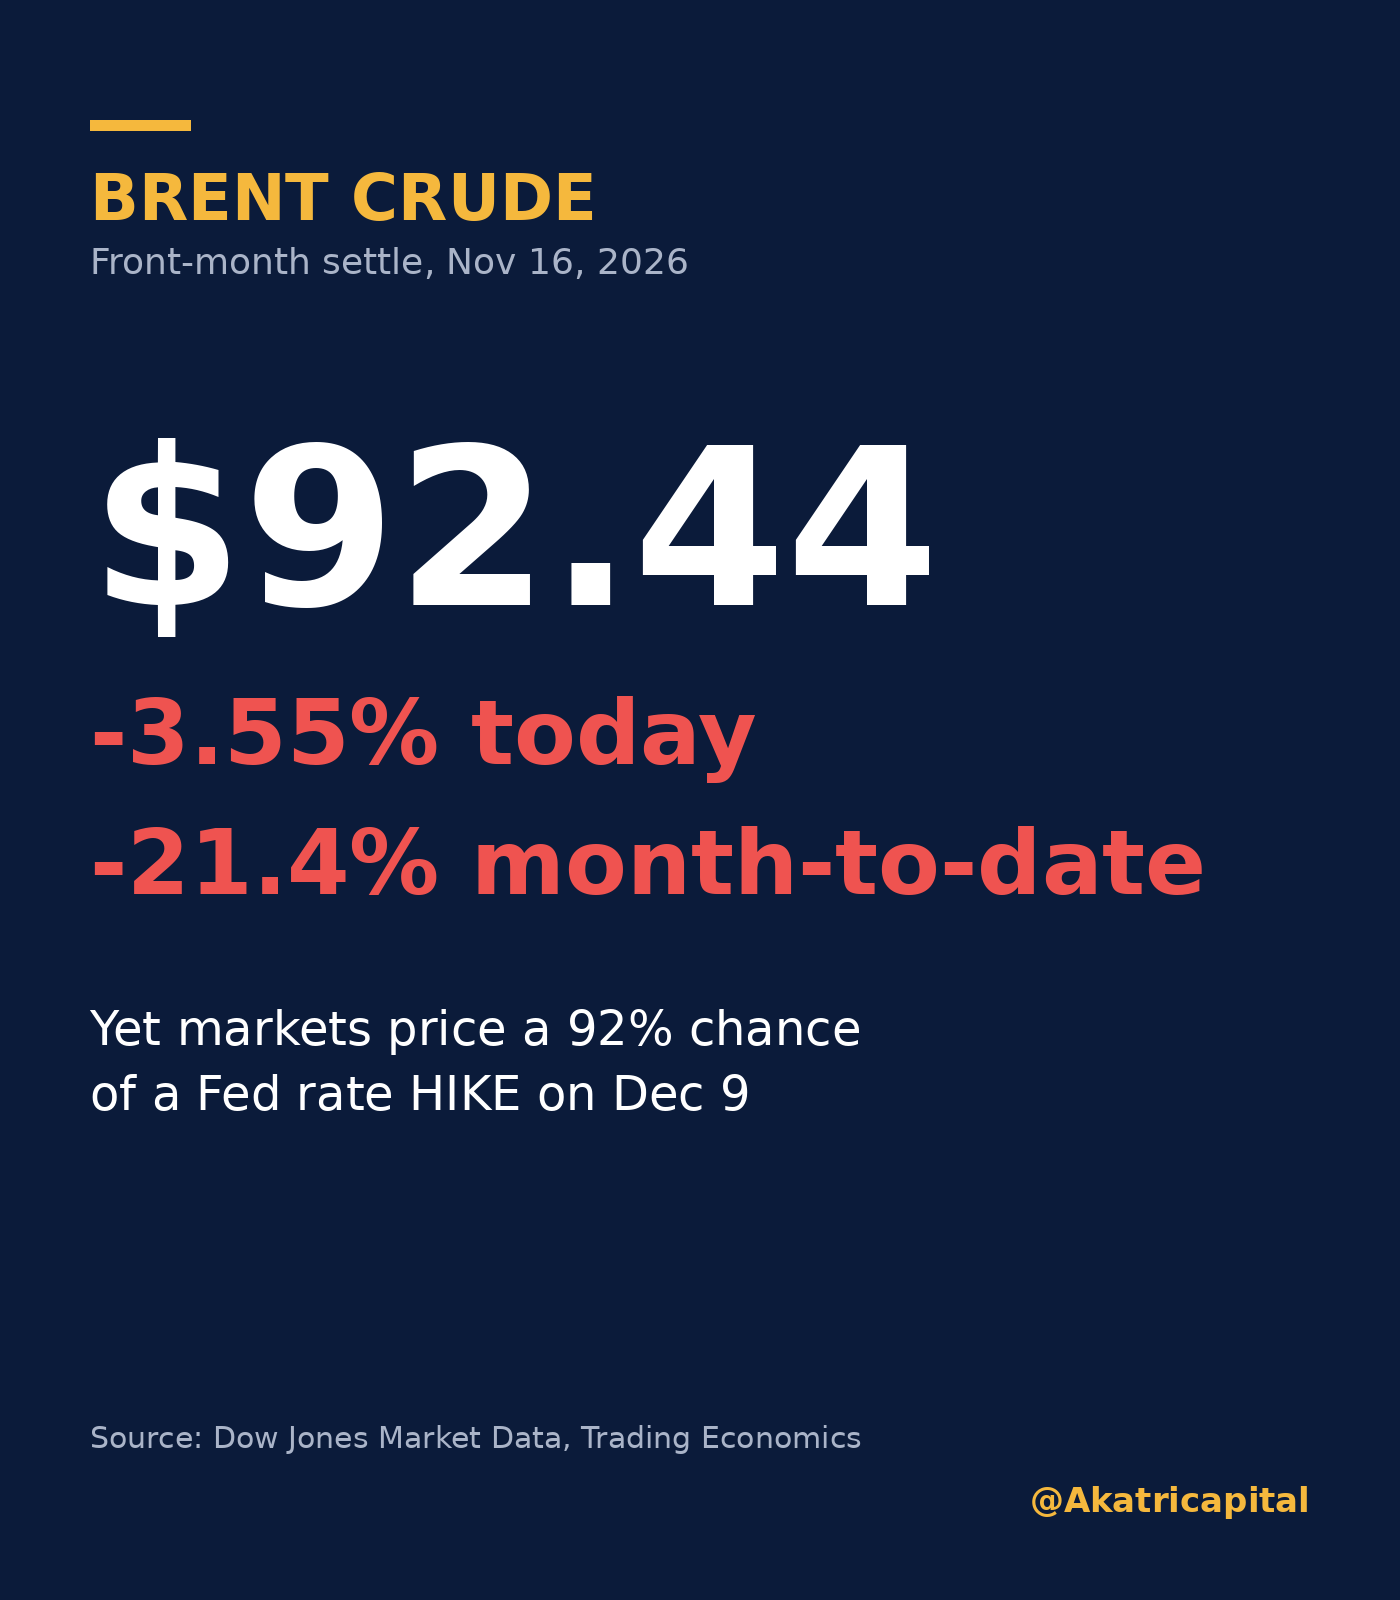 BRENT CRUDE
Front-month settle, Nov 16, 2026
$92.44
-3.55% today
-21.4% month-to-date
Yet markets price a 92% chance
of a Fed rate HIKE on Dec 9
Source: Dow Jones Market Data, Trading Economics
@Akatricapital